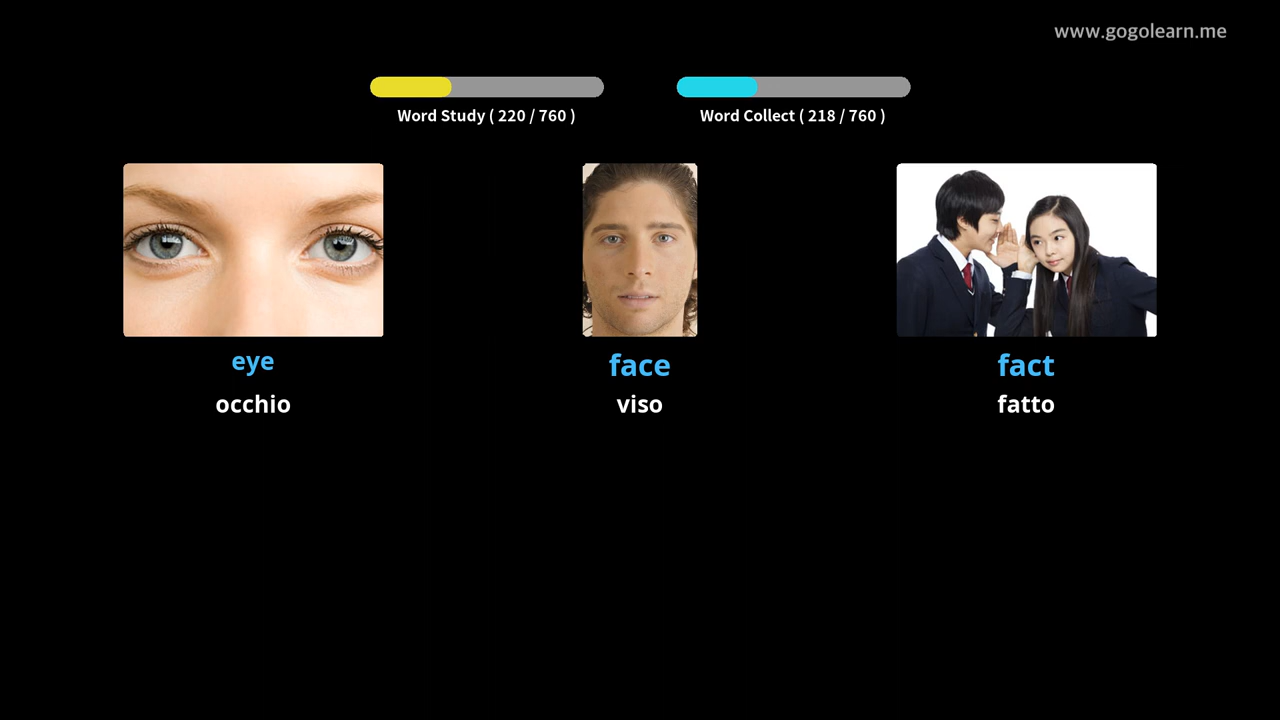 www.gogolearn.me
Word Study ( 220 / 760 )
Word Collect ( 218 / 760 )
eye
face
fact
occhio
viso
fatto